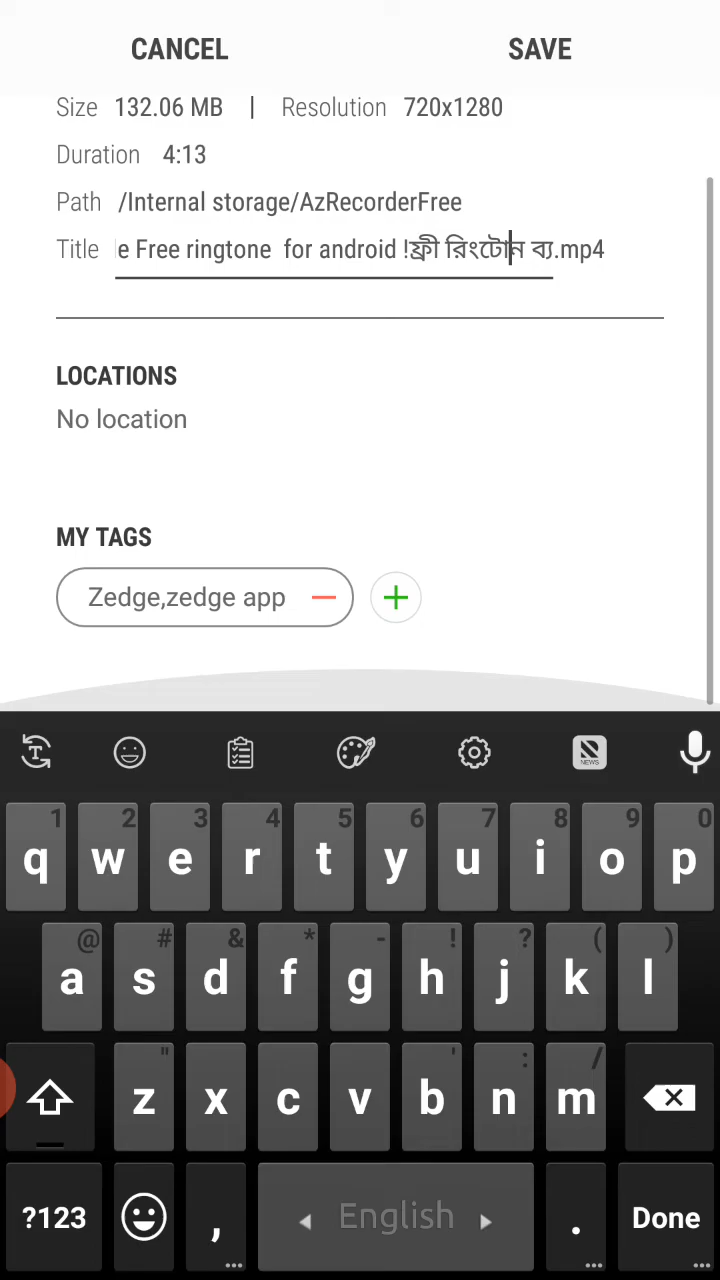 CANCEL SAVE
Size 132.06 MB | Resolution 720x1280
Duration 4:13
Path /Internal storage/AzRecorderFree
Title e Free ringtone for android !ফ্রী রিংটোন ব্য.mp4
LOCATIONS
No location
MY TAGS
Zedge,zedge app
NEWS
1 2 3 4 5 6 7 8 9 0
q w e r t y u i o p
@ # & * - ! ? ( )
a s d f g h j k l
" ' : /
z x c v b n m
?123 , English . Done